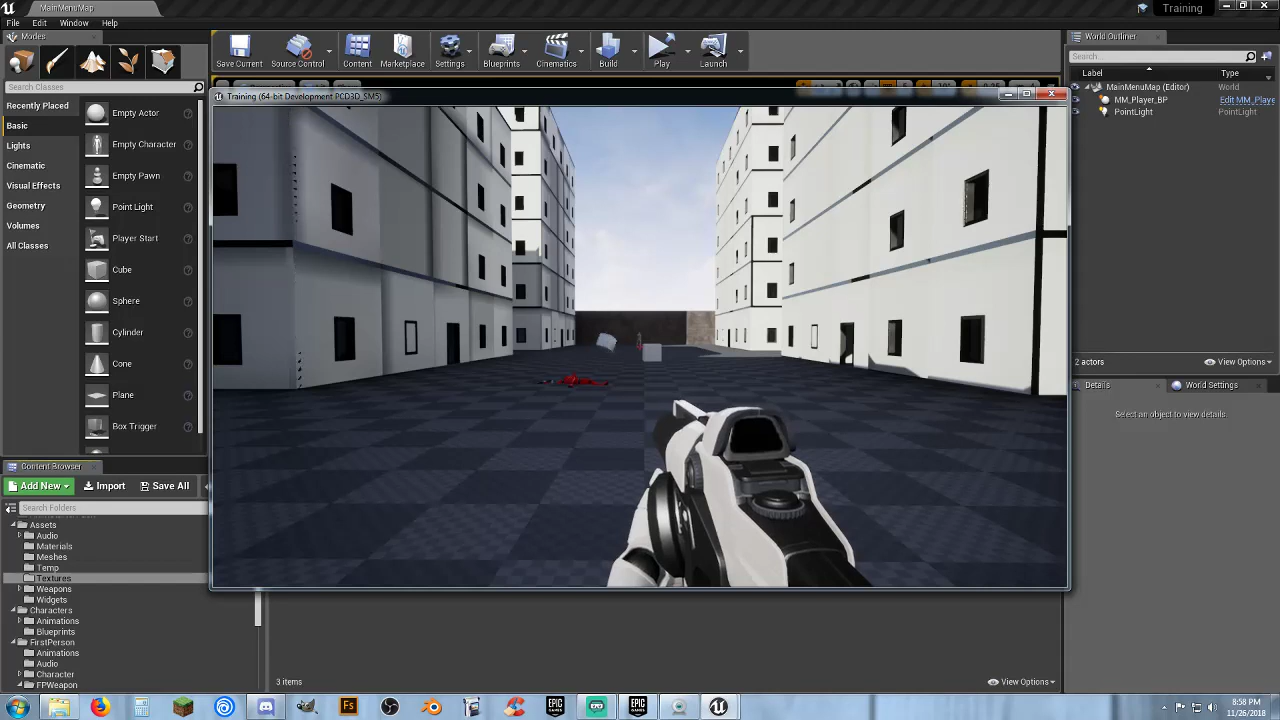 MainMenuMap
Training
File Edit Window Help
Modes
World Outliner
Search Classes
Save Current
Source Control
Content
Marketplace
Settings
Blueprints
Cinematics
Build
Play
Launch
Search...
Label
Type
MainMenuMap (Editor)
World
MM_Player_BP
Edit MM_Playe
PointLight
PointLight
Training (64-bit Development PCD3D_SM5)
Recently Placed
Basic
Lights
Cinematic
Visual Effects
Geometry
Volumes
All Classes
Empty Actor
Empty Character
Empty Pawn
Point Light
Player Start
Cube
Sphere
Cylinder
Cone
Plane
Box Trigger
2 actors
View Options
Details
World Settings
Select an object to view details.
Content Browser
Add New
Import
Save All
Search Folders
Assets
Audio
Materials
Meshes
Temp
Textures
Weapons
Widgets
Characters
Animations
Blueprints
FirstPerson
Animations
Audio
Character
FPWeapon
3 items
View Options
Fs
EPIC
GAMES
EPIC
GAMES
8:58 PM
11/26/2018